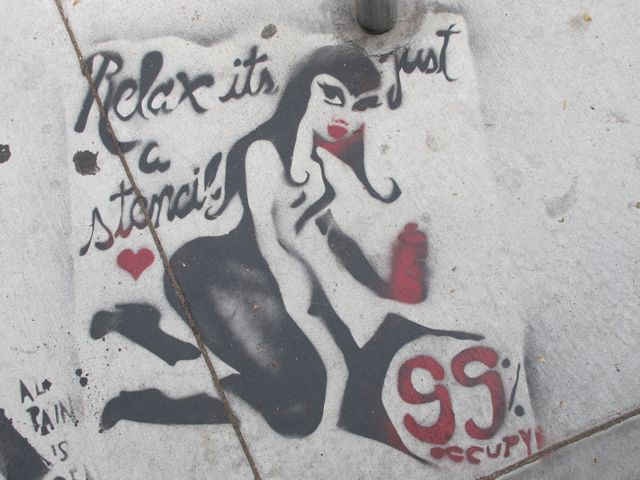 Relax its just
a
stencil
99%
OCCUPY
ALL
PAIN
IS